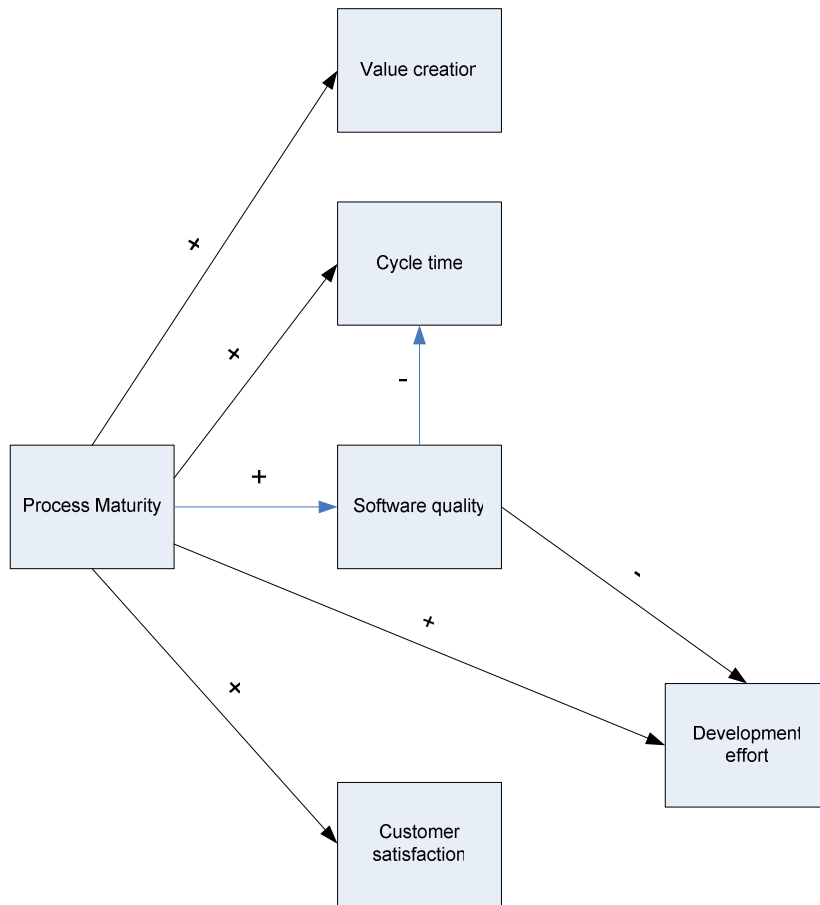 Value creation
+
Cycle time
+
-
Process Maturity
+
Software quality
-
+
+
Development
effort
Customer
satisfaction